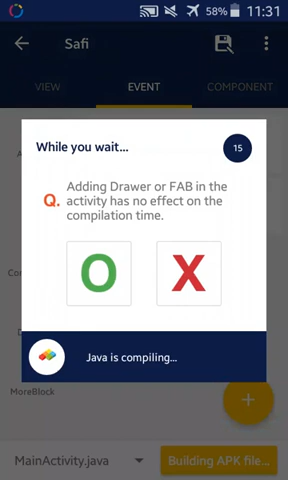 58% 11:31
Safi
VIEW EVENT COMPONENT
While you wait...
15
Q. Adding Drawer or FAB in the
activity has no effect on the
compilation time.
O X
Java is compiling...
MoreBlock
MainActivity.java Building APK file...